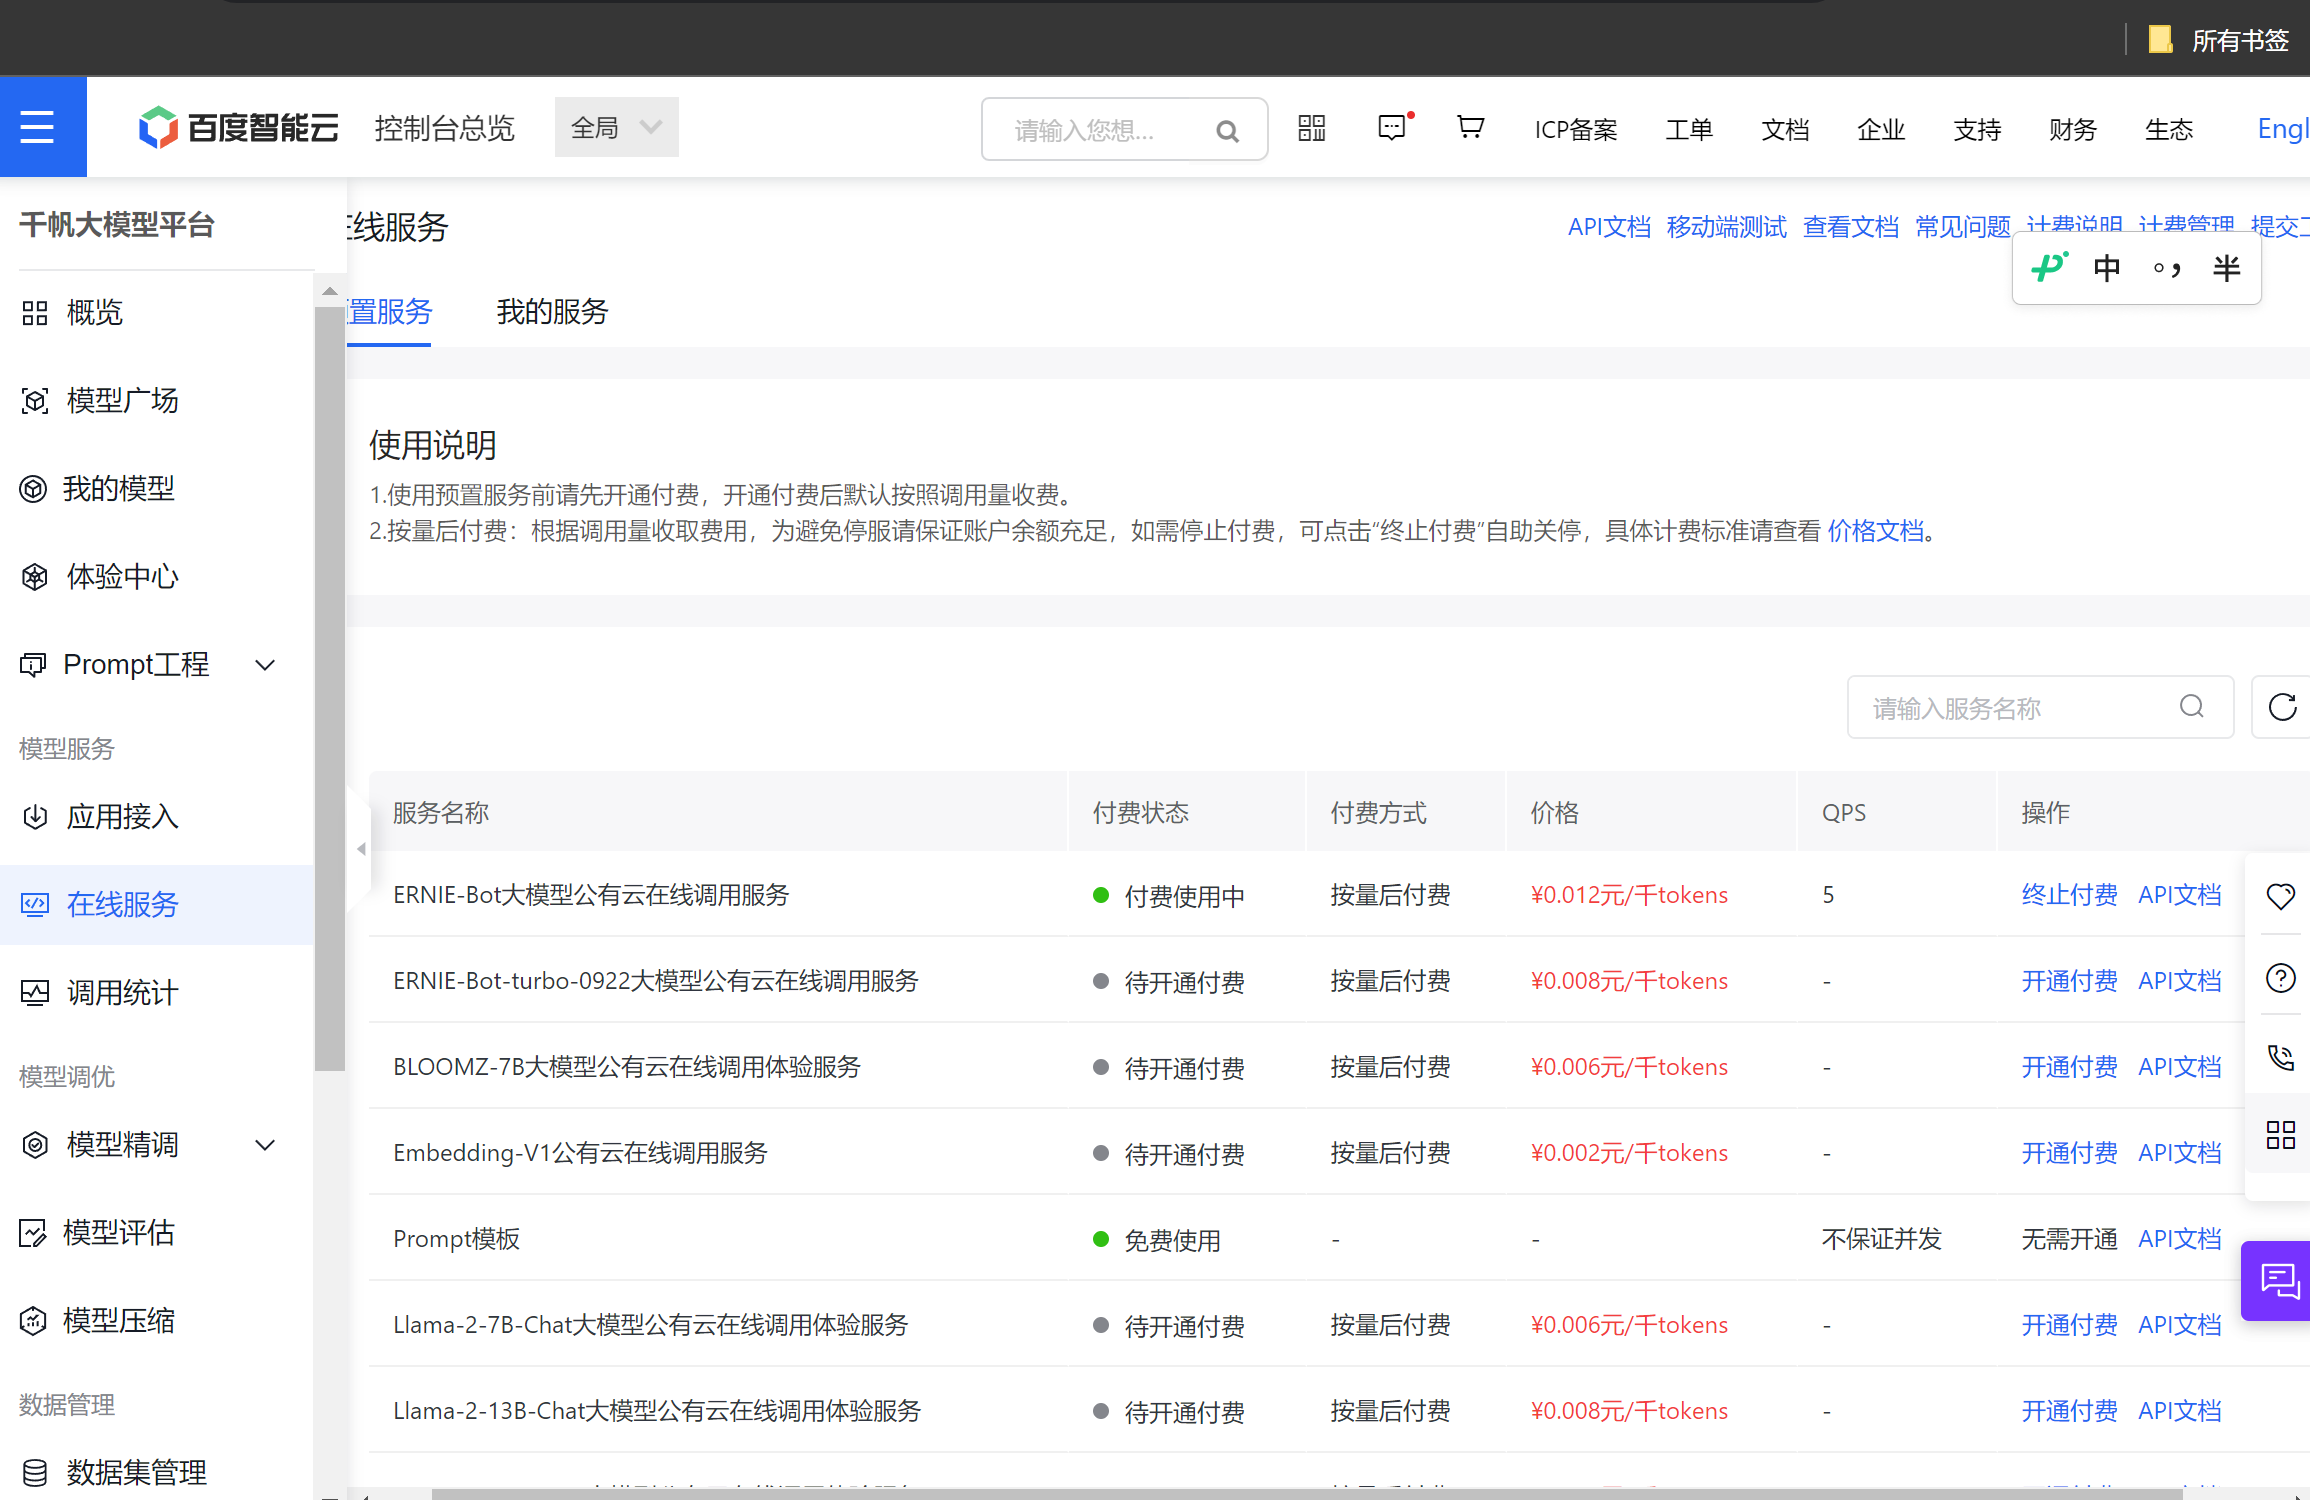 所有书签
百度智能云 控制台总览 全局 请输入您想... ICP备案 工单 文档 企业 支持 财务 生态 Engl
千帆大模型平台
概览
模型广场
我的模型
体验中心
Prompt工程
模型服务
应用接入
在线服务
调用统计
模型调优
模型精调
模型评估
模型压缩
数据管理
数据集管理
线服务
API文档 移动端测试 查看文档 常见问题 计费说明 计费管理 提交
中 °, 半
置服务 我的服务
使用说明
1.使用预置服务前请先开通付费，开通付费后默认按照调用量收费。
2.按量后付费：根据调用量收取费用，为避免停服请保证账户余额充足，如需停止付费，可点击“终止付费”自助关停，具体计费标准请查看 价格文档。
请输入服务名称
服务名称 付费状态 付费方式 价格 QPS 操作
ERNIE-Bot大模型公有云在线调用服务 付费使用中 按量后付费 ¥0.012元/千tokens 5 终止付费 API文档
ERNIE-Bot-turbo-0922大模型公有云在线调用服务 待开通付费 按量后付费 ¥0.008元/千tokens - 开通付费 API文档
BLOOMZ-7B大模型公有云在线调用体验服务 待开通付费 按量后付费 ¥0.006元/千tokens - 开通付费 API文档
Embedding-V1公有云在线调用服务 待开通付费 按量后付费 ¥0.002元/千tokens - 开通付费 API文档
Prompt模板 免费使用 - - 不保证并发 无需开通 API文档
Llama-2-7B-Chat大模型公有云在线调用体验服务 待开通付费 按量后付费 ¥0.006元/千tokens - 开通付费 API文档
Llama-2-13B-Chat大模型公有云在线调用体验服务 待开通付费 按量后付费 ¥0.008元/千tokens - 开通付费 API文档